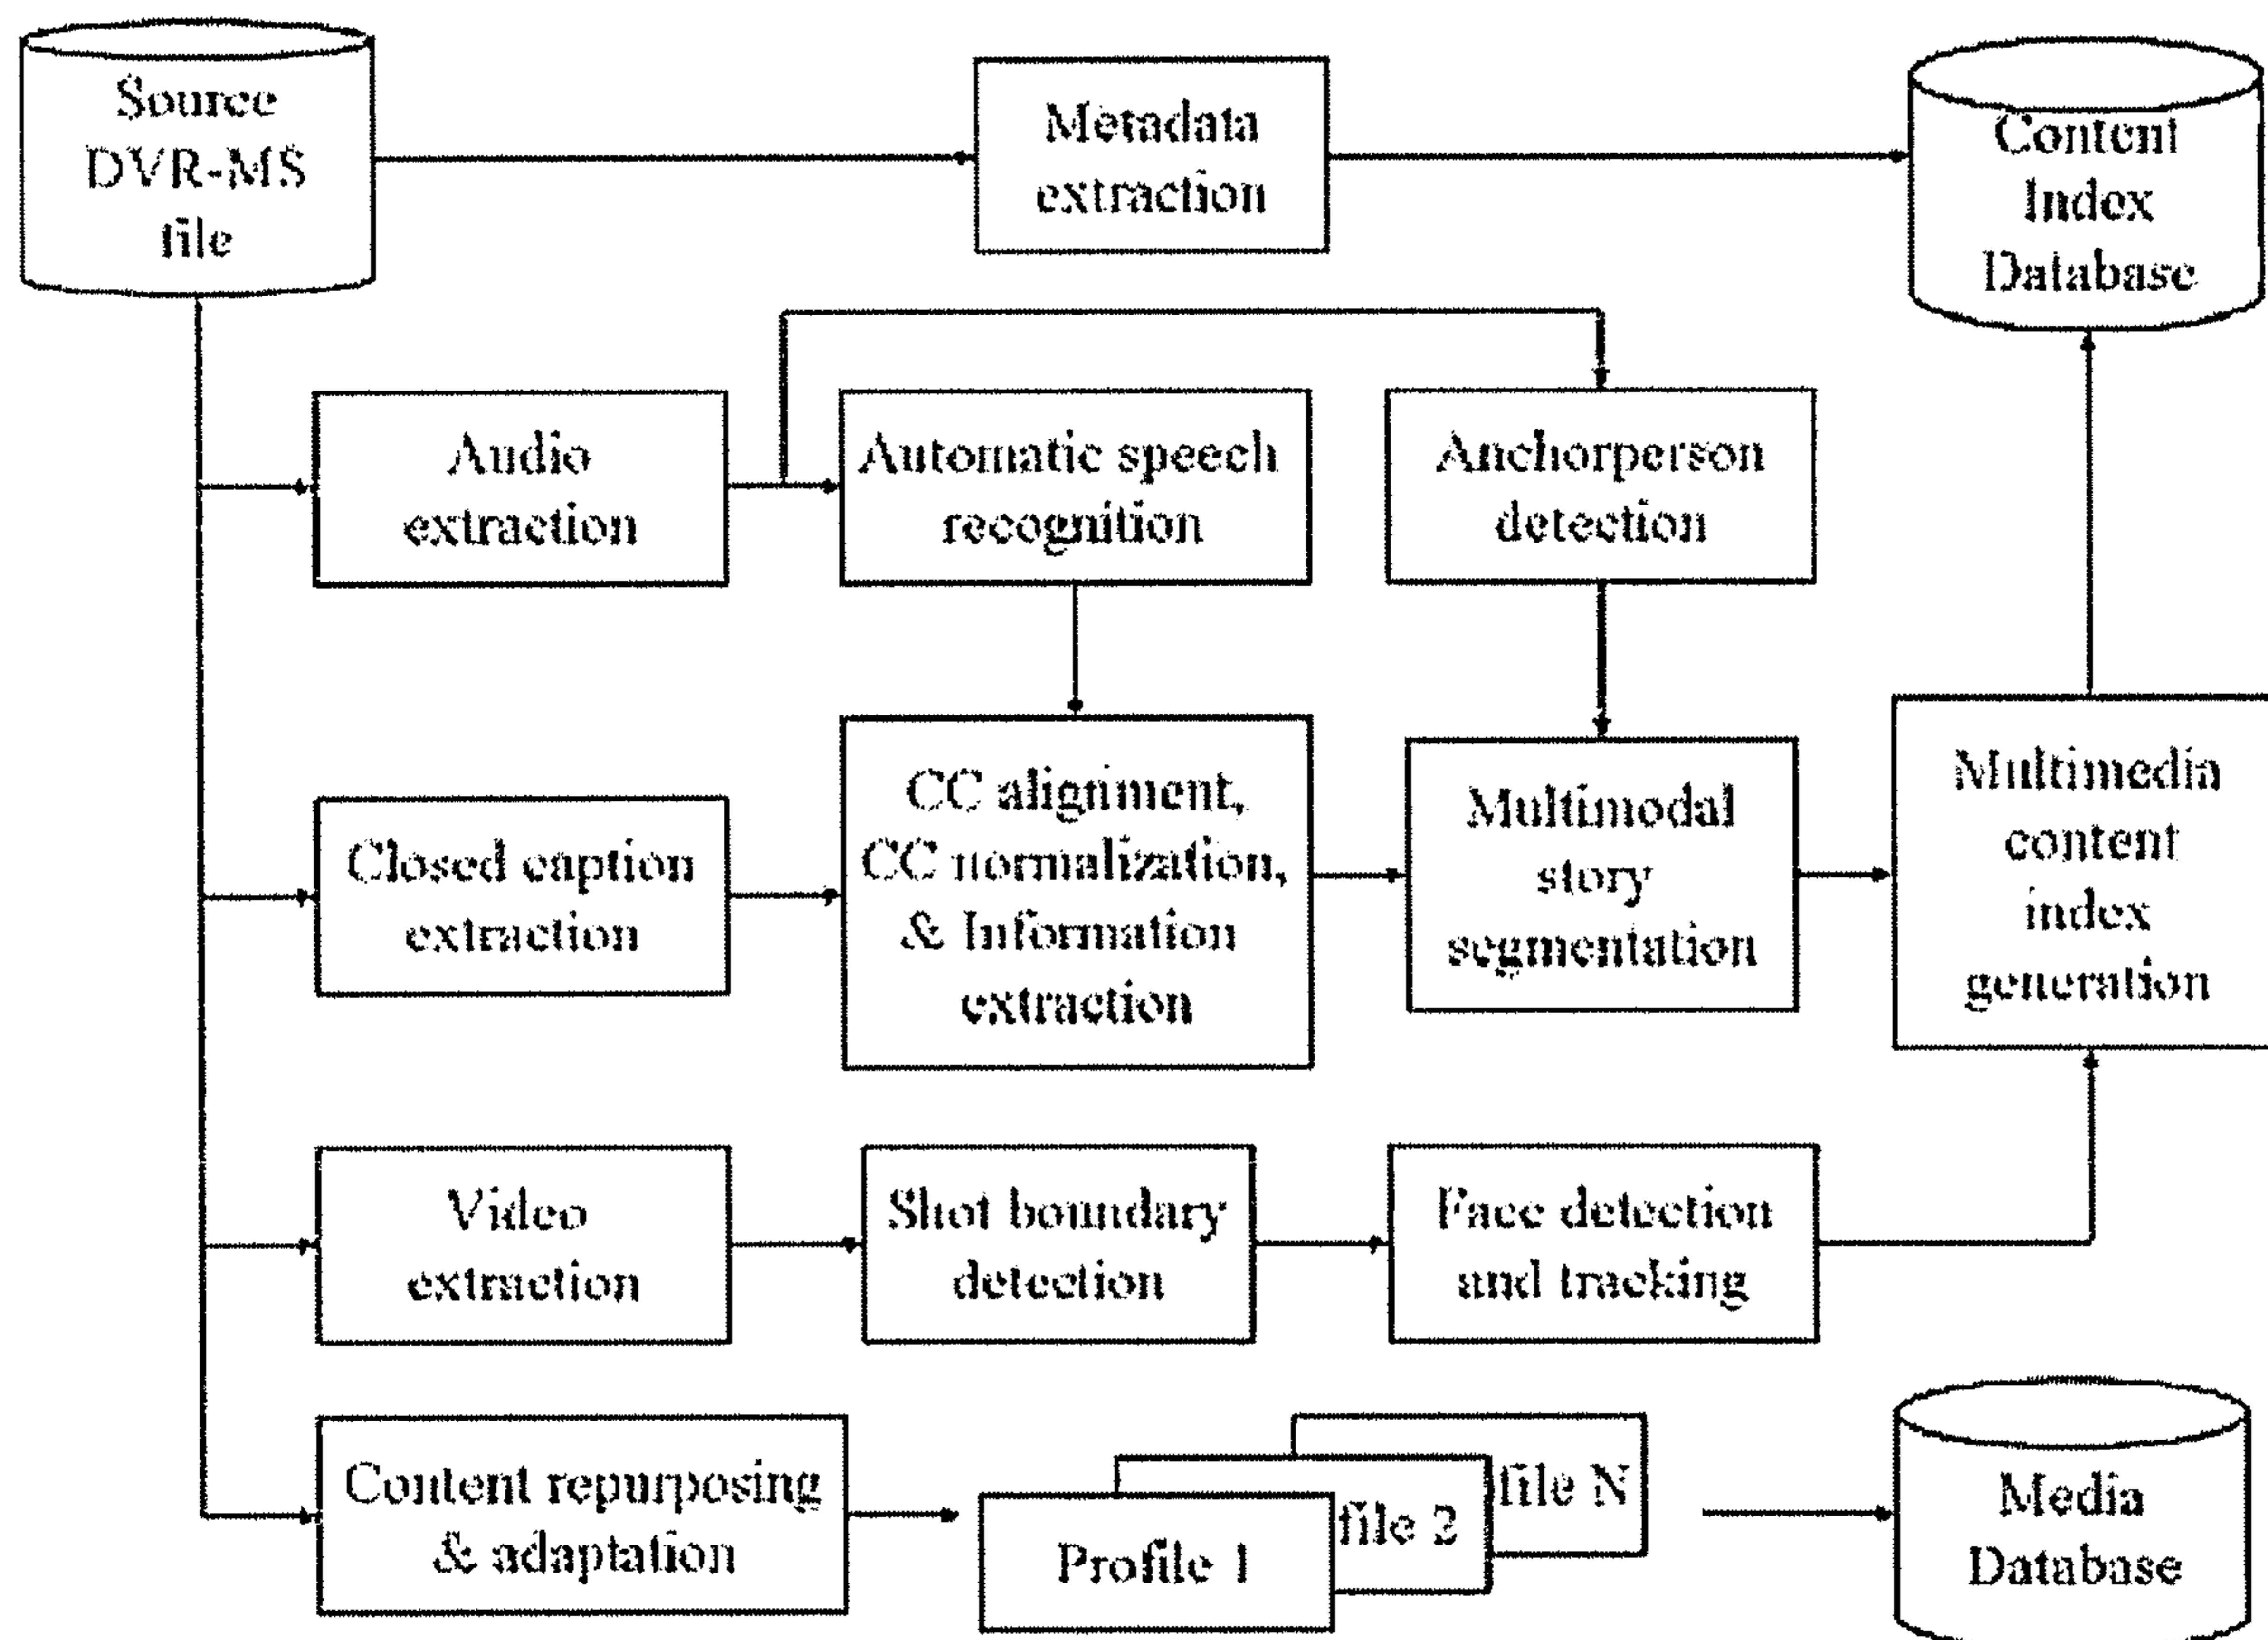 Source
DVR-MS
file
Metadata
extraction
Content
Index
Database
Audio
extraction
Automatic speech
recognition
Anchorperson
detection
Closed caption
extraction
CC alignment,
CC normalization,
& Information
extraction
Multimodal
story
segmentation
Multimedia
content
index
generation
Video
extraction
Shot boundary
detection
Face detection
and tracking
Content repurposing
& adaptation
Profile 1
file 2
file N
Media
Database